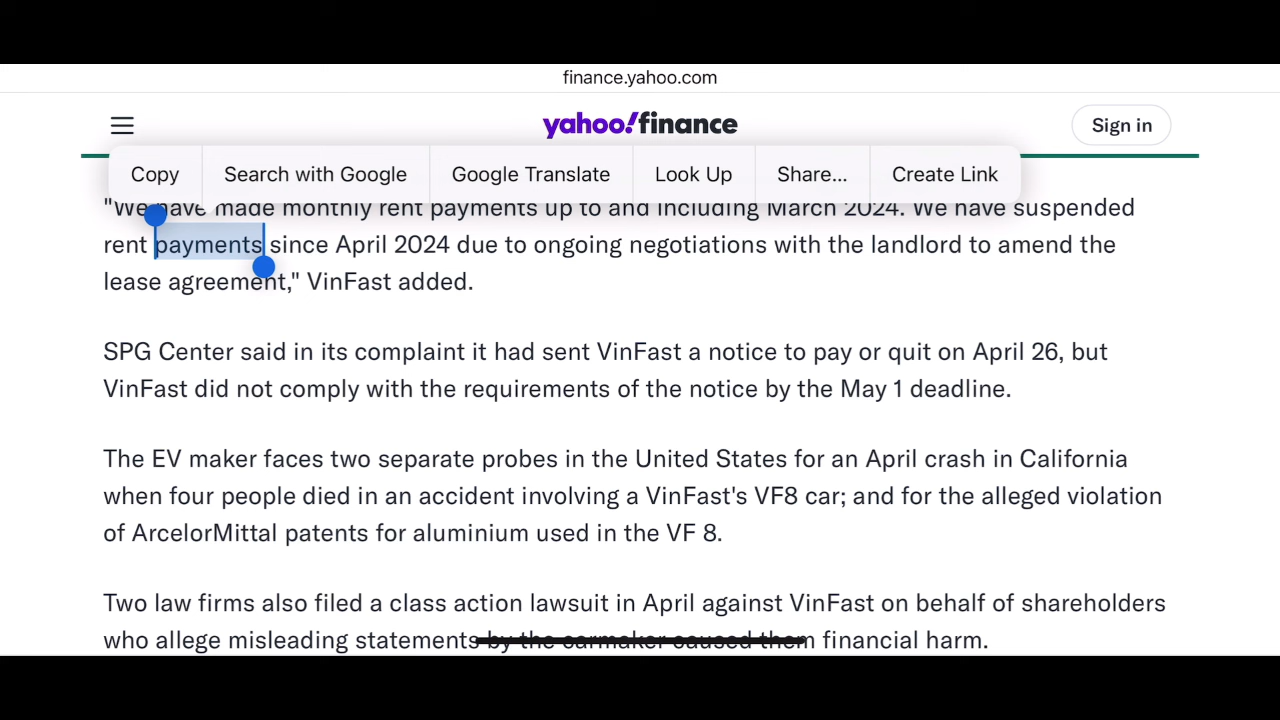 finance.yahoo.com
yahoo!finance
Sign in
Copy
Search with Google
Google Translate
Look Up
Share...
Create Link
"We have made monthly rent payments up to and including March 2024. We have suspended
rent payments since April 2024 due to ongoing negotiations with the landlord to amend the
lease agreement," VinFast added.
SPG Center said in its complaint it had sent VinFast a notice to pay or quit on April 26, but
VinFast did not comply with the requirements of the notice by the May 1 deadline.
The EV maker faces two separate probes in the United States for an April crash in California
when four people died in an accident involving a VinFast's VF8 car; and for the alleged violation
of ArcelorMittal patents for aluminium used in the VF 8.
Two law firms also filed a class action lawsuit in April against VinFast on behalf of shareholders
who allege misleading statements by the carmaker caused them financial harm.